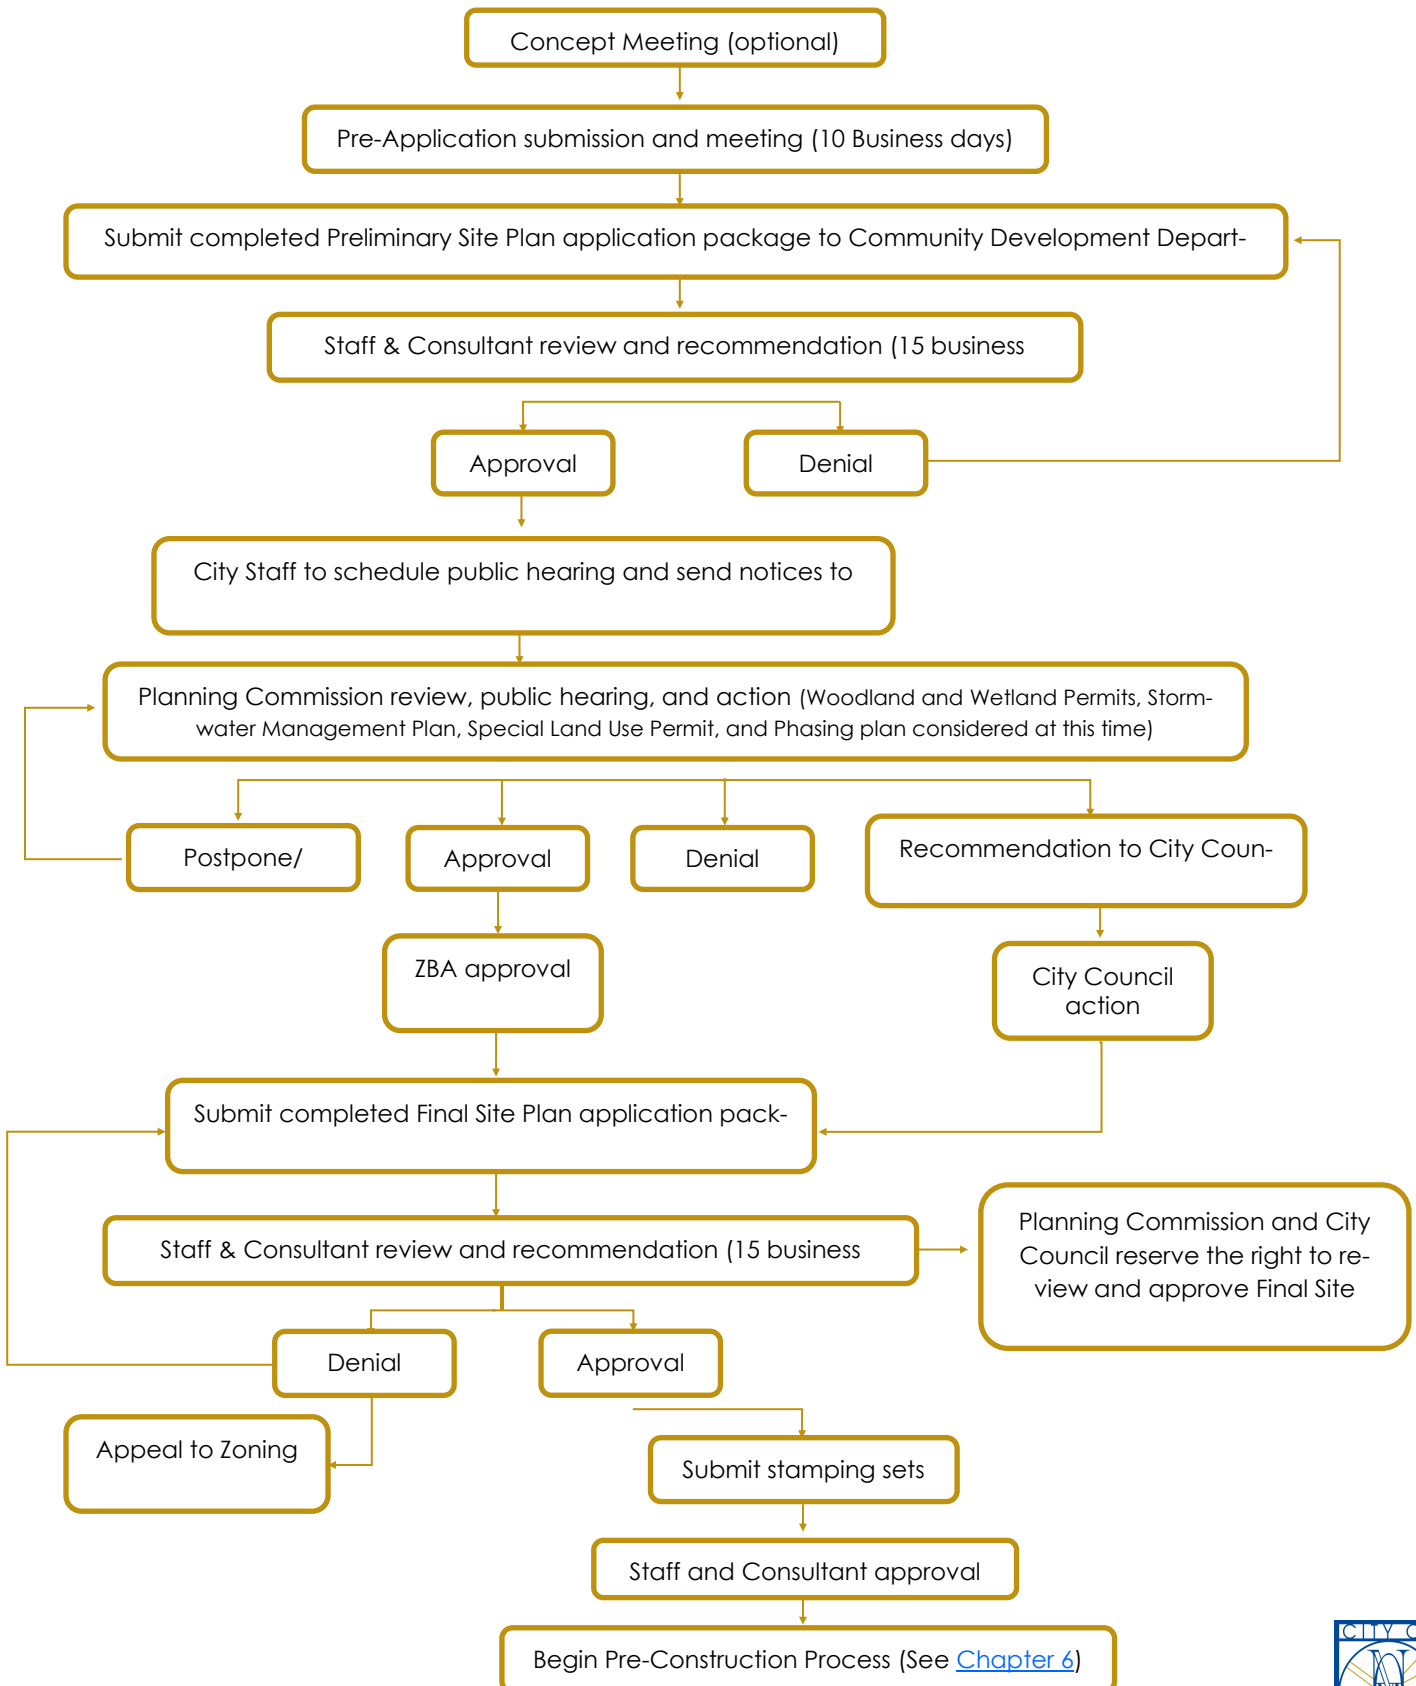 Concept Meeting (optional)
Pre-Application submission and meeting (10 Business days)
Submit completed Preliminary Site Plan application package to Community Development Depart-
Staff & Consultant review and recommendation (15 business
Approval
Denial
City Staff to schedule public hearing and send notices to
Planning Commission review, public hearing, and action (Woodland and Wetland Permits, Storm-
water Management Plan, Special Land Use Permit, and Phasing plan considered at this time)
Postpone/
Approval
Denial
Recommendation to City Coun-
ZBA approval
City Council
action
Submit completed Final Site Plan application pack-
Staff & Consultant review and recommendation (15 business
Planning Commission and City
Council reserve the right to re-
view and approve Final Site
Denial
Approval
Appeal to Zoning
Submit stamping sets
Staff and Consultant approval
Begin Pre-Construction Process (See Chapter 6)
CITY